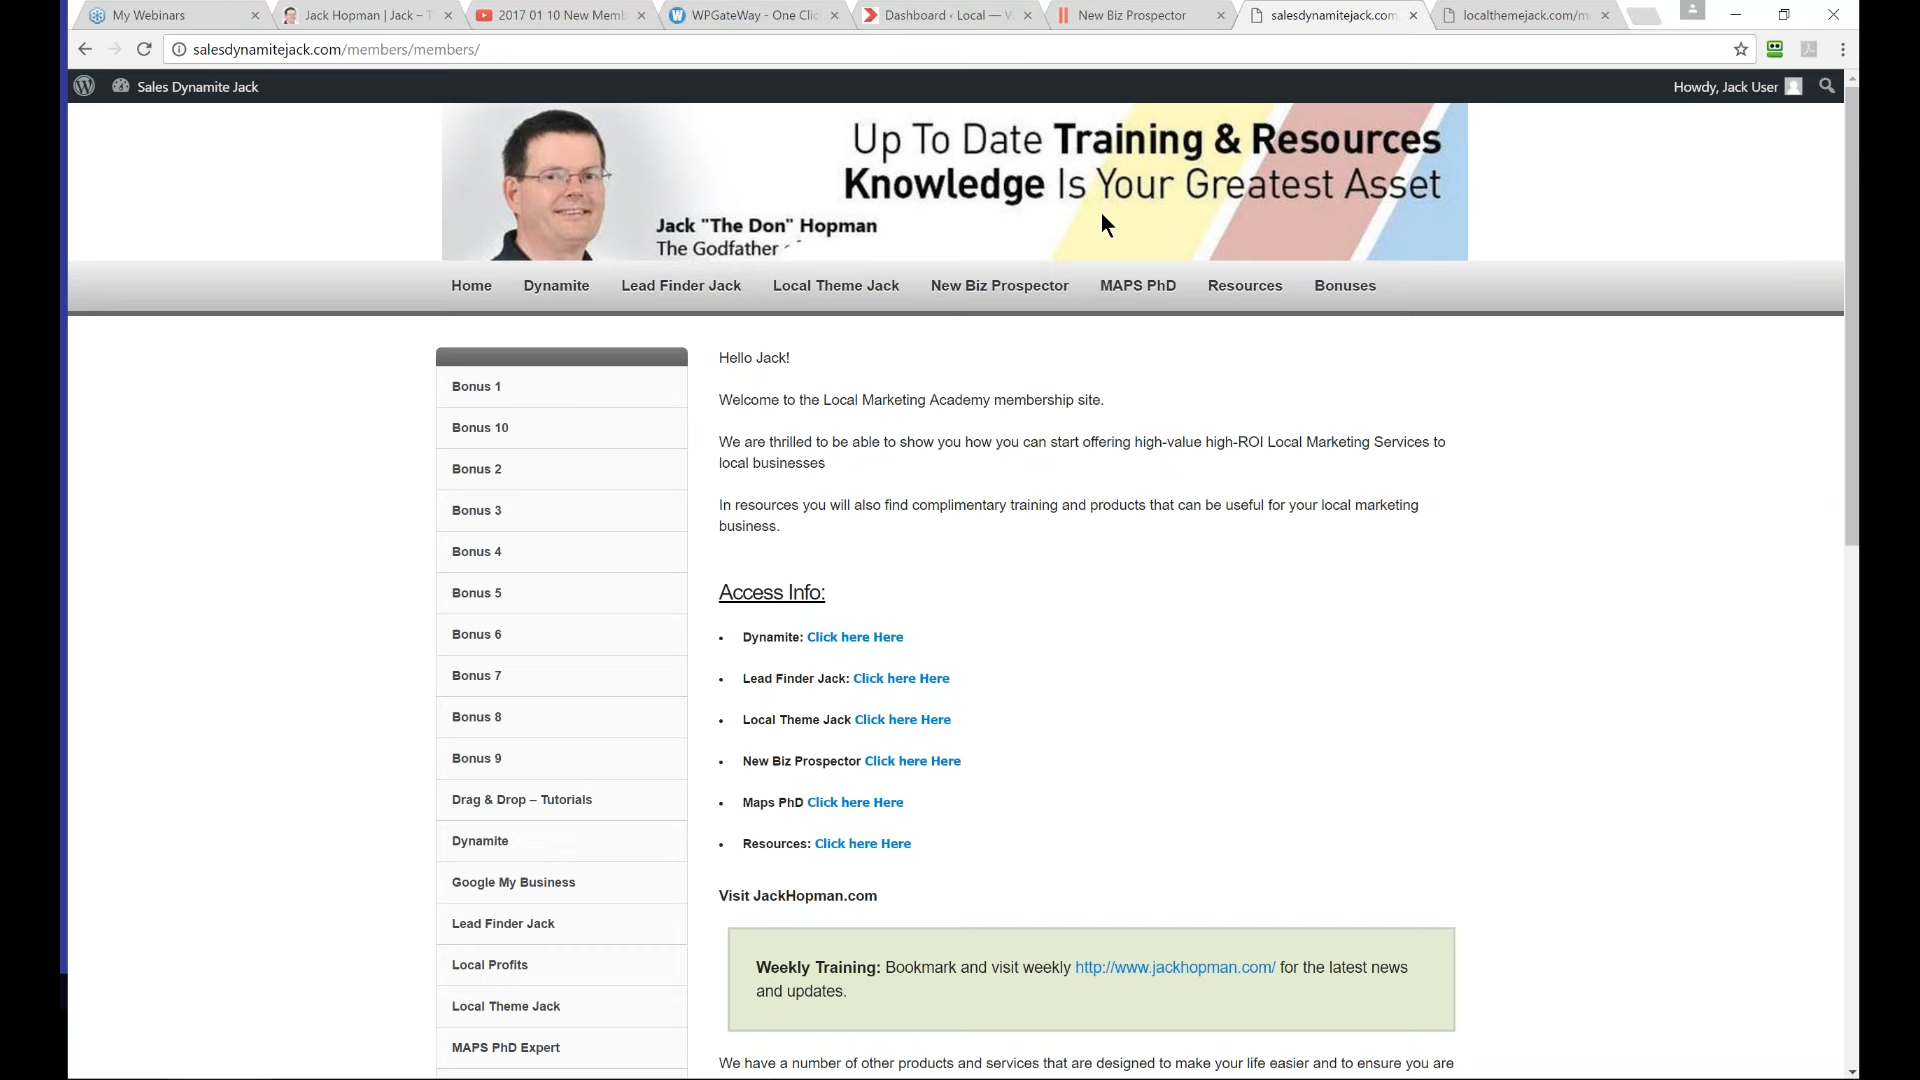 My Webinars
Jack Hopman | Jack – T
2017 01 10 New Memb
WPGateWay - One Clic
Dashboard ‹ Local —
New Biz Prospector
salesdynamitejack.com
localthemejack.com/m
salesdynamitejack.com/members/members/
Sales Dynamite Jack
Howdy, Jack User
Up To Date Training & Resources
Knowledge Is Your Greatest Asset
Jack "The Don" Hopman
The Godfather
Home
Dynamite
Lead Finder Jack
Local Theme Jack
New Biz Prospector
MAPS PhD
Resources
Bonuses
Bonus 1
Bonus 10
Bonus 2
Bonus 3
Bonus 4
Bonus 5
Bonus 6
Bonus 7
Bonus 8
Bonus 9
Drag & Drop – Tutorials
Dynamite
Google My Business
Lead Finder Jack
Local Profits
Local Theme Jack
MAPS PhD Expert
Hello Jack!
Welcome to the Local Marketing Academy membership site.
We are thrilled to be able to show you how you can start offering high-value high-ROI Local Marketing Services to
local businesses
In resources you will also find complimentary training and products that can be useful for your local marketing
business.
Access Info:
• Dynamite: Click here Here
• Lead Finder Jack: Click here Here
• Local Theme Jack Click here Here
• New Biz Prospector Click here Here
• Maps PhD Click here Here
• Resources: Click here Here
Visit JackHopman.com
Weekly Training: Bookmark and visit weekly http://www.jackhopman.com/ for the latest news
and updates.
We have a number of other products and services that are designed to make your life easier and to ensure you are